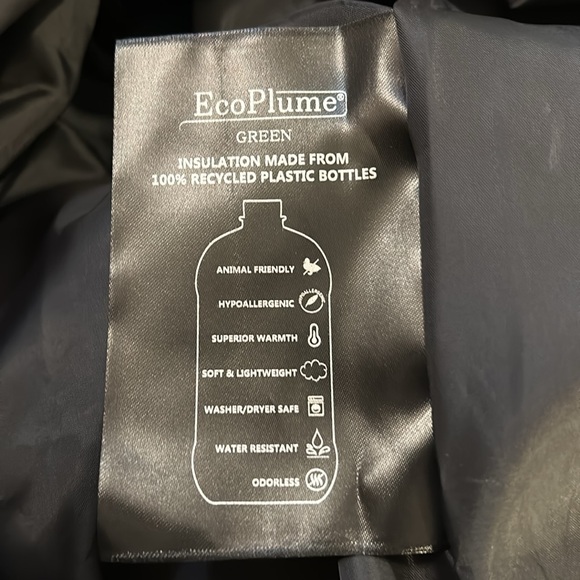 EcoPlume®
GREEN
INSULATION MADE FROM
100% RECYCLED PLASTIC BOTTLES
ANIMAL FRIENDLY
HYPOALLERGENIC
SUPERIOR WARMTH
SOFT & LIGHTWEIGHT
WASHER/DRYER SAFE
WATER RESISTANT
ODORLESS